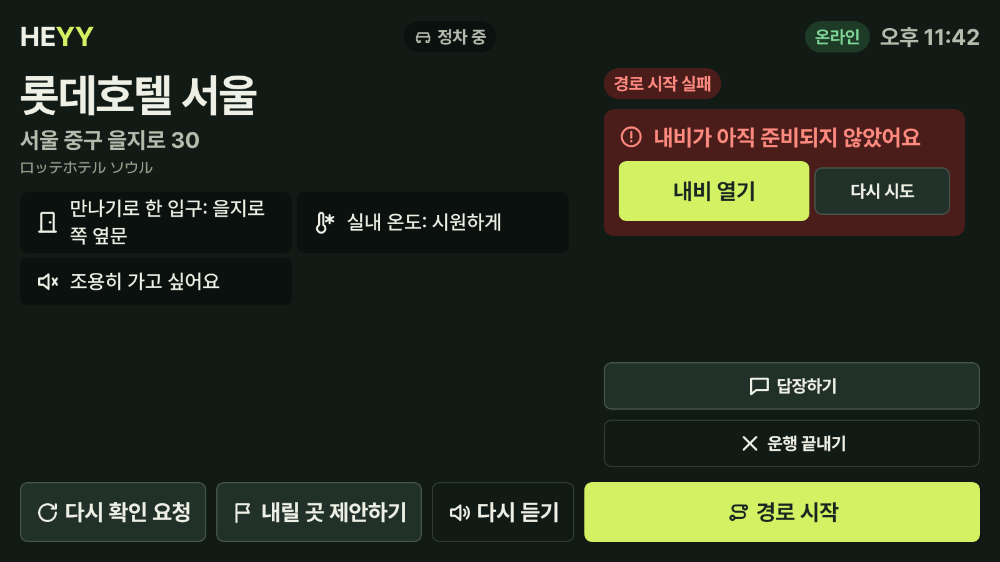 HEYY
정차 중
온라인
오후 11:42
롯데호텔 서울
서울 중구 을지로 30
ロッテホテル ソウル
만나기로 한 입구: 을지로
쪽 옆문
실내 온도: 시원하게
조용히 가고 싶어요
경로 시작 실패
내비가 아직 준비되지 않았어요
내비 열기
다시 시도
답장하기
운행 끝내기
다시 확인 요청
내릴 곳 제안하기
다시 듣기
경로 시작